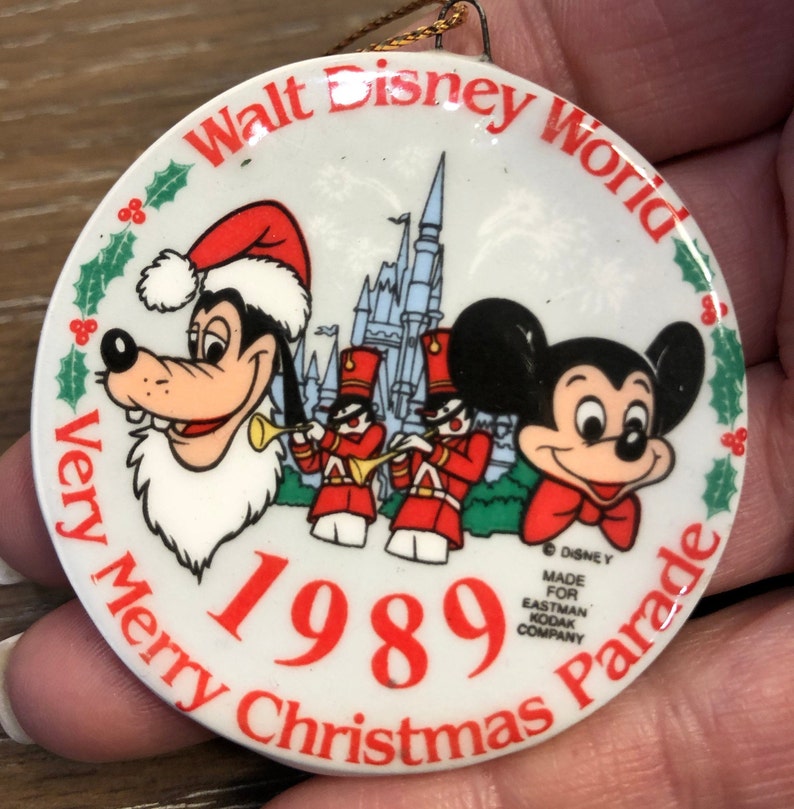 Walt Disney World
Very Merry Christmas Parade
1989
© DISNEY
MADE
FOR
EASTMAN
KODAK
COMPANY